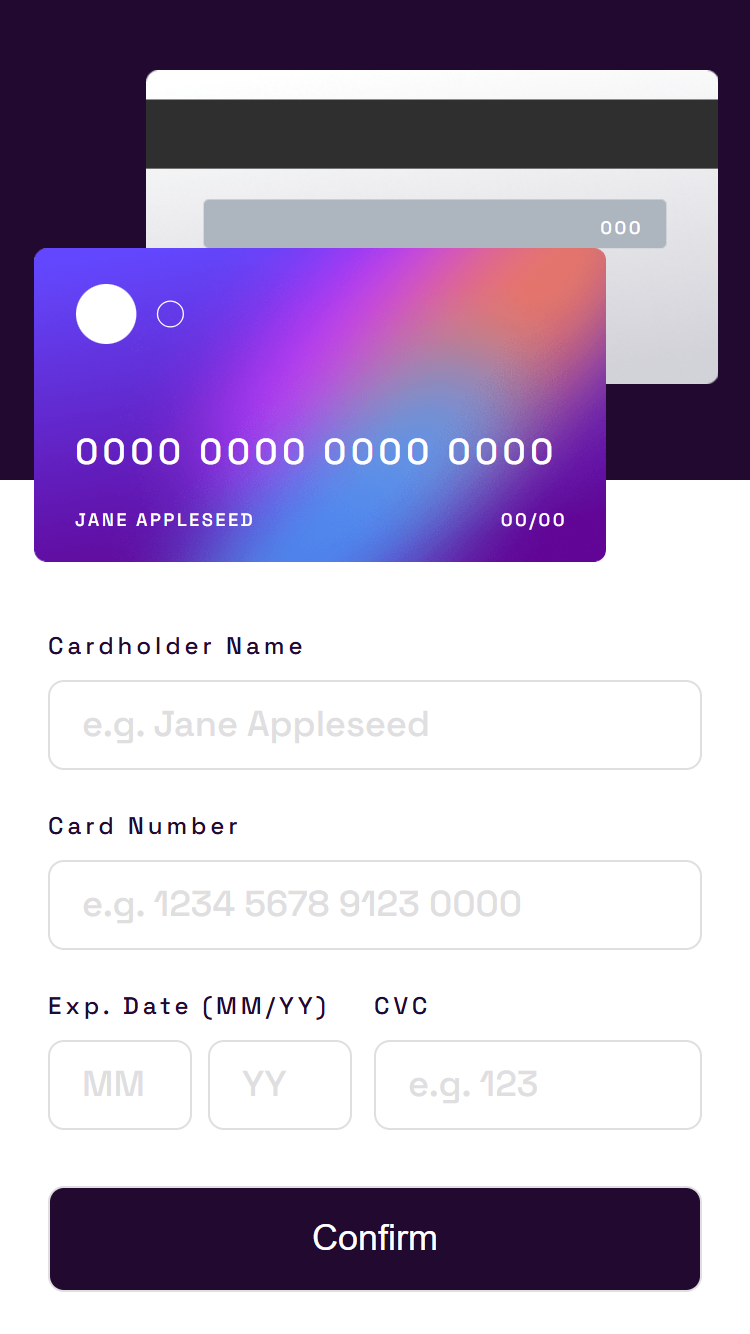 000
0000 0000 0000 0000
JANE APPLESEED 00/00
Cardholder Name
e.g. Jane Appleseed
Card Number
e.g. 1234 5678 9123 0000
Exp. Date (MM/YY) CVC
MM YY e.g. 123
Confirm